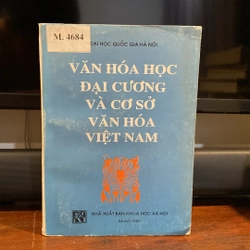 M. 4684
ĐẠI HỌC QUỐC GIA HÀ NỘI
VĂN HÓA HỌC
ĐẠI CƯƠNG
VÀ CƠ SỞ
VĂN HÓA
VIỆT NAM
NHÀ XUẤT BẢN KHOA HỌC XÃ HỘI